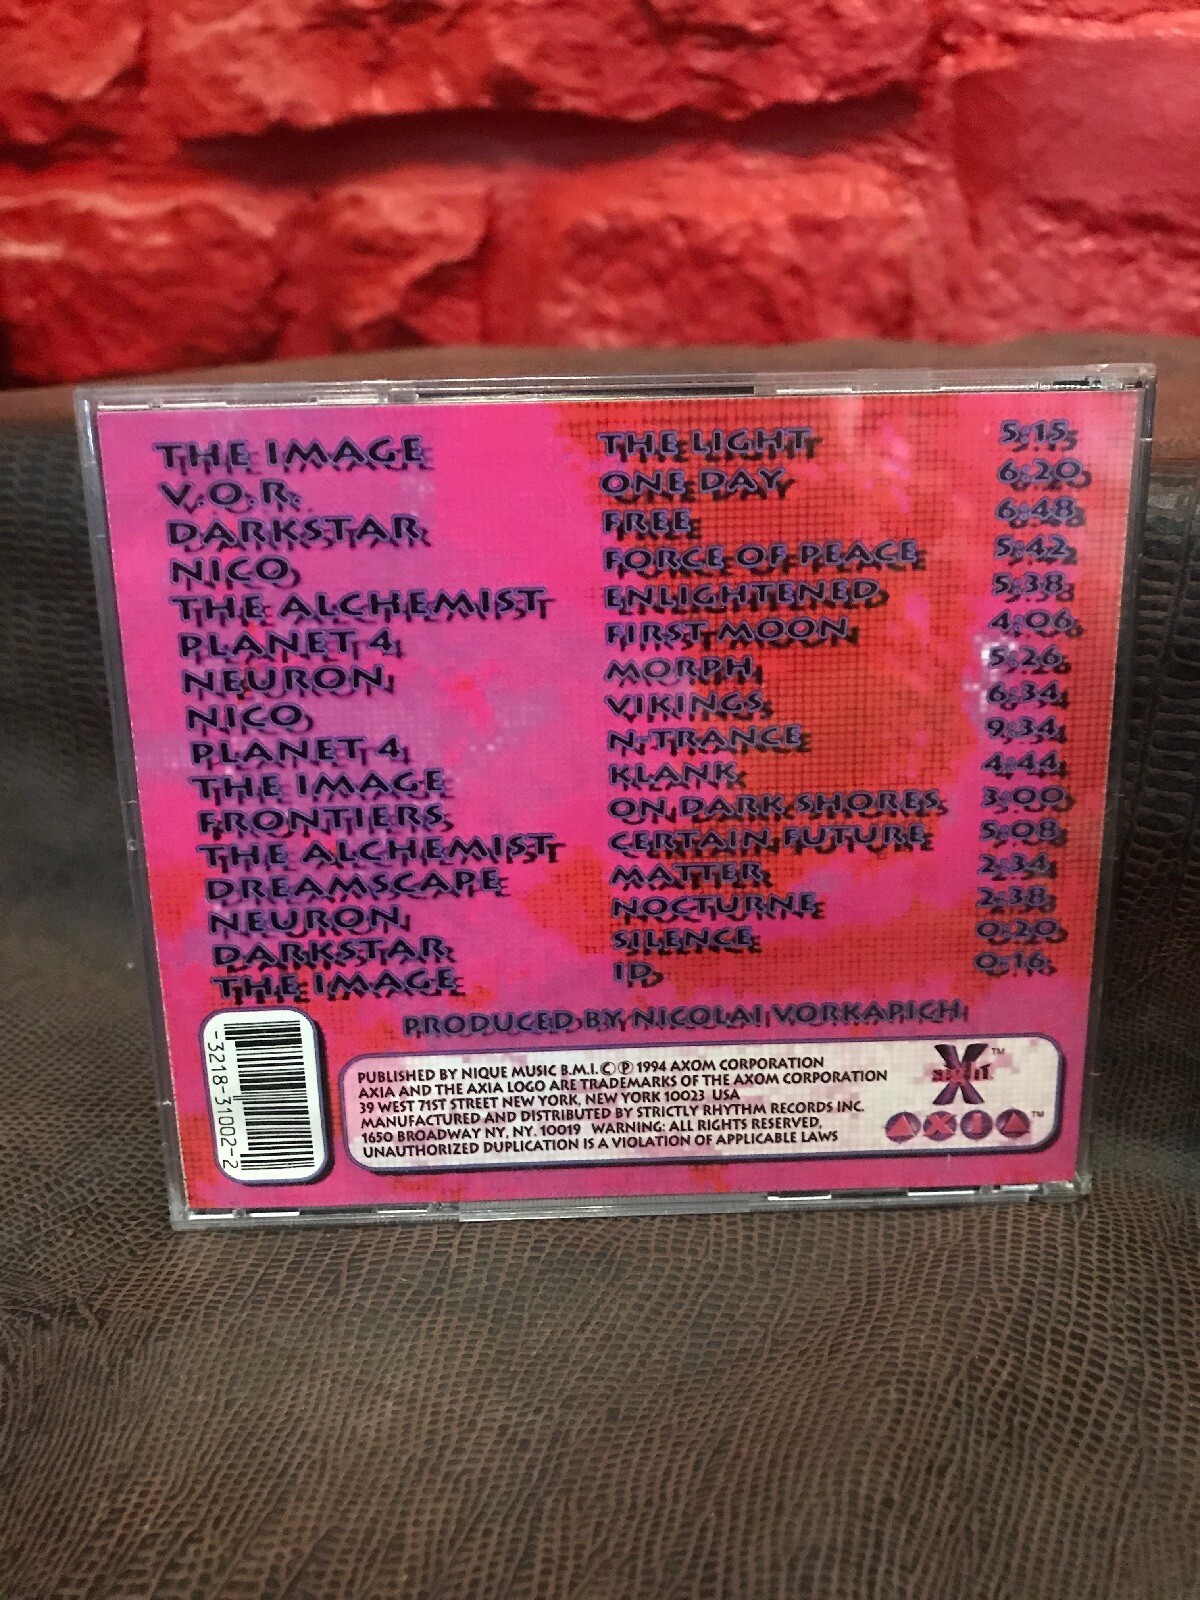 THE IMAGE THE LIGHT 5:15
V.O.R. ONE DAY 6:20
DARKSTAR FREE 6:48
NICO FORCE OF PEACE 5:42
THE ALCHEMIST ENLIGHTENED 5:38
PLANET 4 FIRST MOON 4:06
NEURON MORPH 5:26
NICO VIKINGS 6:34
PLANET 4 N-TRANCE 9:34
THE IMAGE KLANK 4:44
FRONTIERS ON DARK SHORES 3:00
THE ALCHEMIST CERTAIN FUTURE 5:08
DREAMSCAPE MATTER 2:34
NEURON NOCTURNE 2:38
DARKSTAR SILENCE 0:20
THE IMAGE ID 0:16
PRODUCED BY NICOLAI VORKAPICH
-3218-31002-2
PUBLISHED BY NIQUE MUSIC B.M.I.©℗ 1994 AXOM CORPORATION
AXIA AND THE AXIA LOGO ARE TRADEMARKS OF THE AXOM CORPORATION
39 WEST 71ST STREET NEW YORK, NEW YORK 10023 USA
MANUFACTURED AND DISTRIBUTED BY STRICTLY RHYTHM RECORDS INC.
1650 BROADWAY NY, NY. 10019 WARNING: ALL RIGHTS RESERVED,
UNAUTHORIZED DUPLICATION IS A VIOLATION OF APPLICABLE LAWS
X™
AXIA™